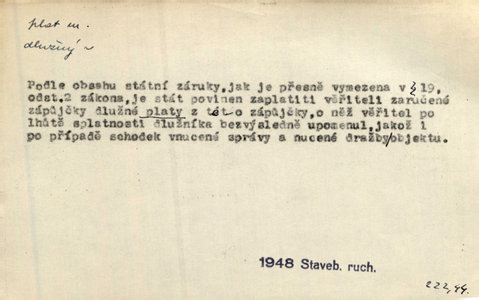 plat m.
dlužný
Podle obsahu státní záruky,jak je přesně vymezena v § 19,
odst.2 zákona,je stát povinen zaplatiti věřiteli zaručené
zápůjčky dlužné platy z této zápůjčky,o něž věřitel po
lhůtě splatnosti dlužníka bezvýsledně upomenul,jakož i
po případě schodek vnucené správy a nucené dražby objektu.
1948 Staveb. ruch.
222,44.